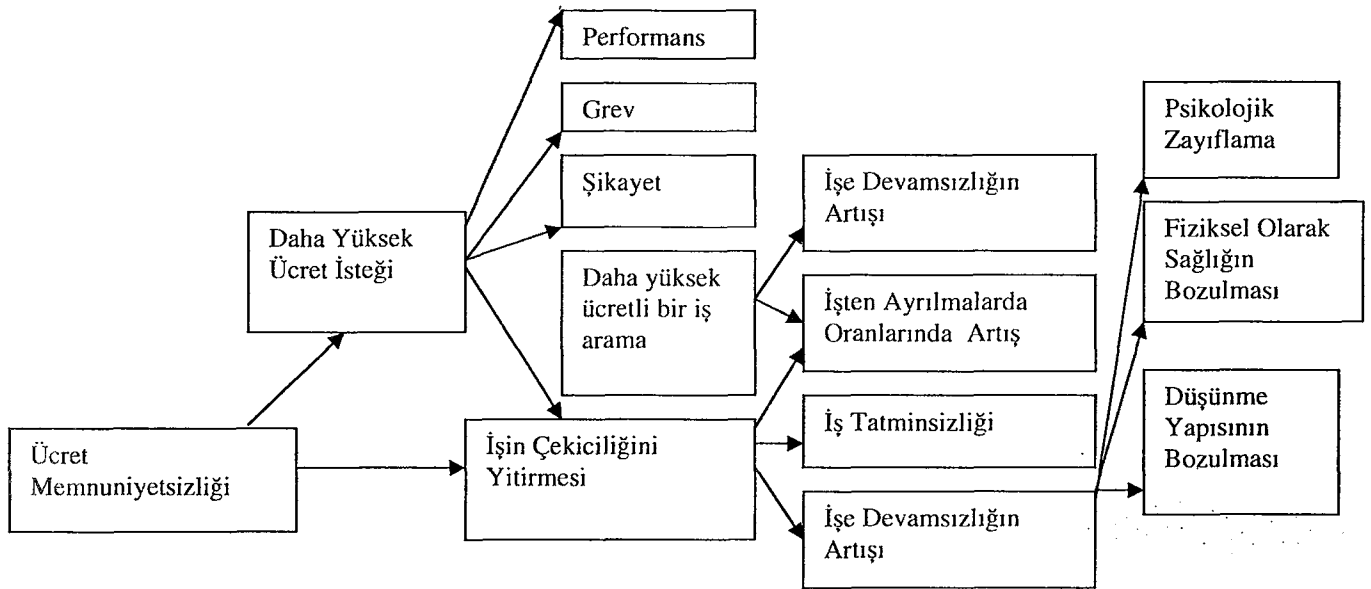 Performans
Grev
Şikayet
Daha Yüksek
Ücret İsteği
Daha yüksek
ücretli bir iş
arama
Ücret
Memnuniyetsizliği
İşin Çekiciliğini
Yitirmesi
İşe Devamsızlığın
Artışı
İşten Ayrılmalarda
Oranlarında Artış
İş Tatminsizliği
İşe Devamsızlığın
Artışı
Psikolojik
Zayıflama
Fiziksel Olarak
Sağlığın
Bozulması
Düşünme
Yapısının
Bozulması